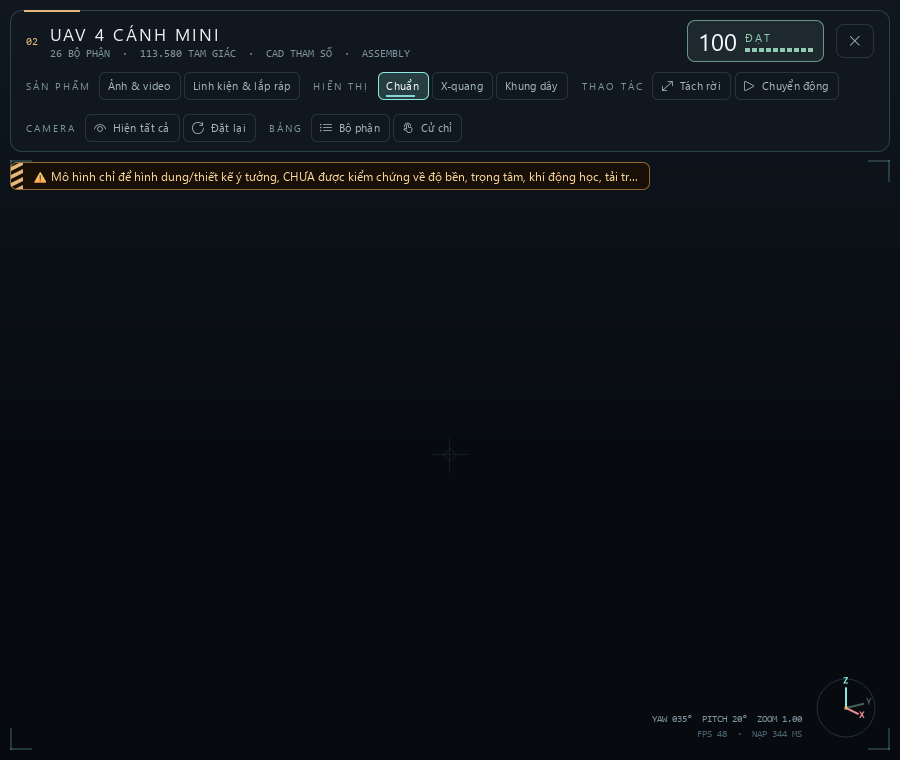 02 UAV 4 CÁNH MINI
26 BỘ PHẬN · 113.580 TAM GIÁC · CAD THAM SỐ · ASSEMBLY
100 ĐẠT
SẢN PHẨM Ảnh & video Linh kiện & lắp ráp HIỂN THỊ Chuẩn X-quang Khung dây THAO TÁC Tách rời Chuyển động
CAMERA Hiện tất cả Đặt lại BẢNG Bộ phận Cử chỉ
Mô hình chỉ để hình dung/thiết kế ý tưởng, CHƯA được kiểm chứng về độ bền, trọng tâm, khí động học, tải tr...
Z
Y
X
YAW 035° PITCH 20° ZOOM 1.00
FPS 48 · NẠP 344 MS